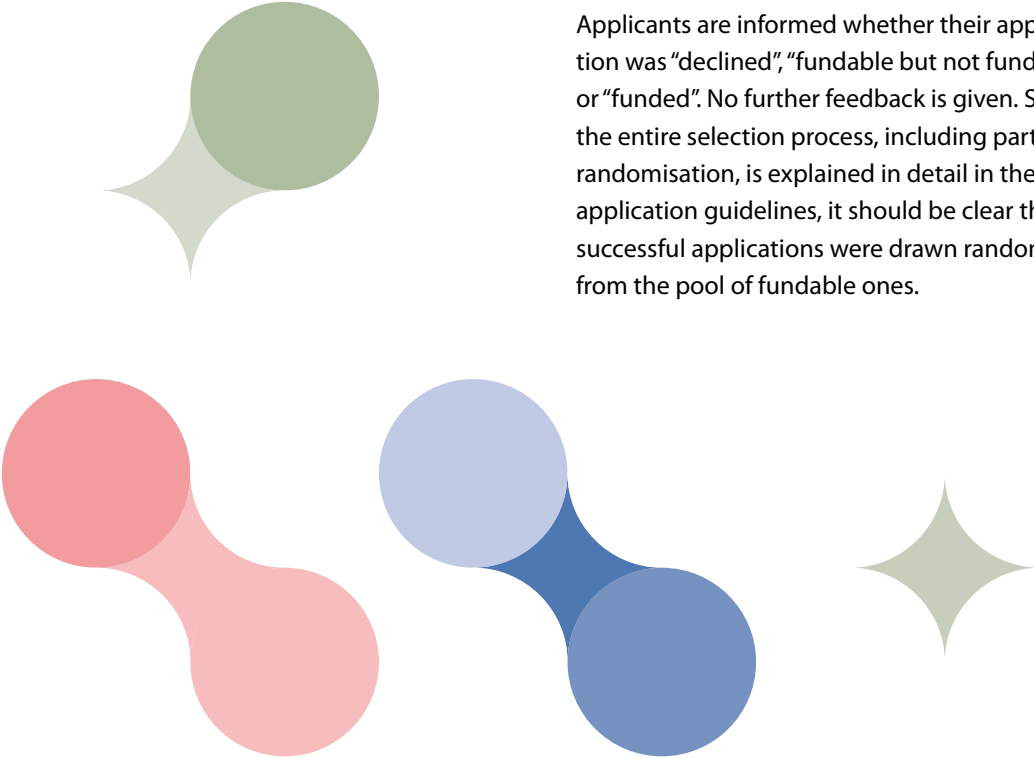 Applicants are informed whether their app
tion was “declined”, “fundable but not fund
or “funded”. No further feedback is given. S
the entire selection process, including part
randomisation, is explained in detail in the
application guidelines, it should be clear th
successful applications were drawn random
from the pool of fundable ones.